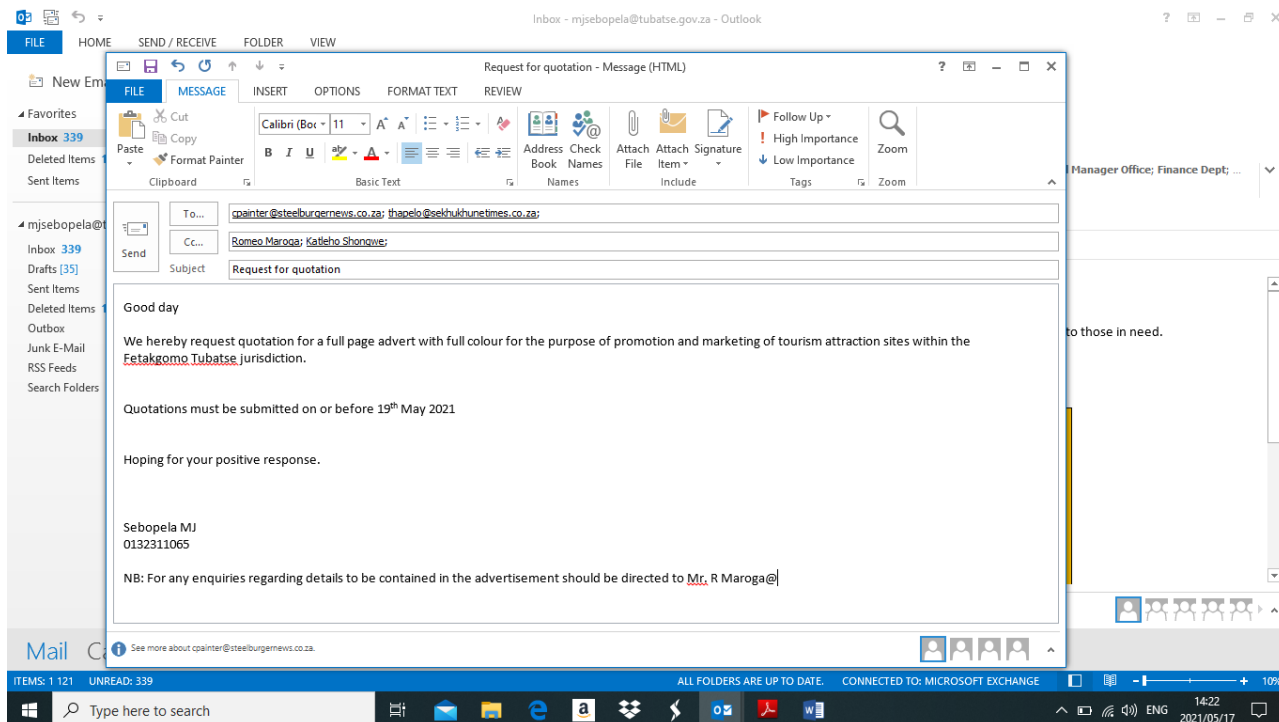 Inbox - mjsebopela@tubatse.gov.za - Outlook
FILE HOME SEND / RECEIVE FOLDER VIEW
New Ema
Favorites
Inbox 339
Deleted Items 1
Sent Items
mjsebopela@t
Inbox 339
Drafts [35]
Sent Items
Deleted Items 1
Outbox
Junk E-Mail
RSS Feeds
Search Folders
Request for quotation - Message (HTML)
FILE MESSAGE INSERT OPTIONS FORMAT TEXT REVIEW
Paste
Cut
Copy
Format Painter
Clipboard
Calibri (Boc 11
B I U
Basic Text
Address Book
Check Names
Names
Attach File
Attach Item
Signature
Include
Follow Up
High Importance
Low Importance
Tags
Zoom
Zoom
Send
To... cpainter@steelburgernews.co.za; thapelo@sekhukhunetimes.co.za;
Cc... Romeo Maroga; Katleho Shongwe;
Subject Request for quotation
Good day
We hereby request quotation for a full page advert with full colour for the purpose of promotion and marketing of tourism attraction sites within the
Fetakgomo Tubatse jurisdiction.
Quotations must be submitted on or before 19th May 2021
Hoping for your positive response.
Sebopela MJ
0132311065
NB: For any enquiries regarding details to be contained in the advertisement should be directed to Mr. R Maroga@
See more about cpainter@steelburgernews.co.za.
l Manager Office; Finance Dept; ...
to those in need.
Mail Ca
ITEMS: 1 121 UNREAD: 339 ALL FOLDERS ARE UP TO DATE. CONNECTED TO: MICROSOFT EXCHANGE 10%
Type here to search
ENG
14:22
2021/05/17